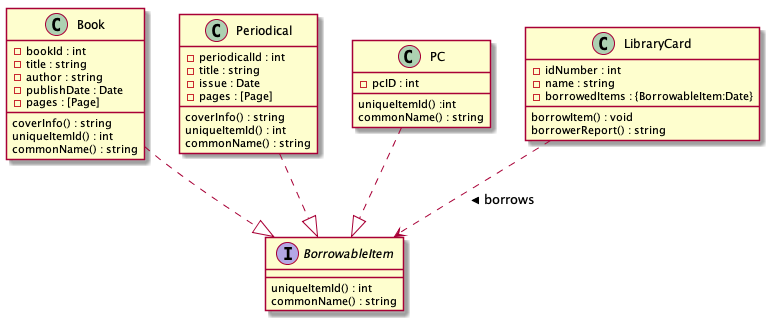 C Book
bookId : int
title : string
author : string
publishDate : Date
pages : [Page]
coverInfo() : string
uniqueItemId() : int
commonName() : string
C Periodical
periodicalId : int
title : string
issue : Date
pages : [Page]
coverInfo() : string
uniqueItemId() : int
commonName() : string
C PC
pcID : int
uniqueItemId() :int
commonName() : string
C LibraryCard
idNumber : int
name : string
borrowedItems : {BorrowableItem:Date}
borrowItem() : void
borrowerReport() : string
borrows
I BorrowableItem
uniqueItemId() : int
commonName() : string